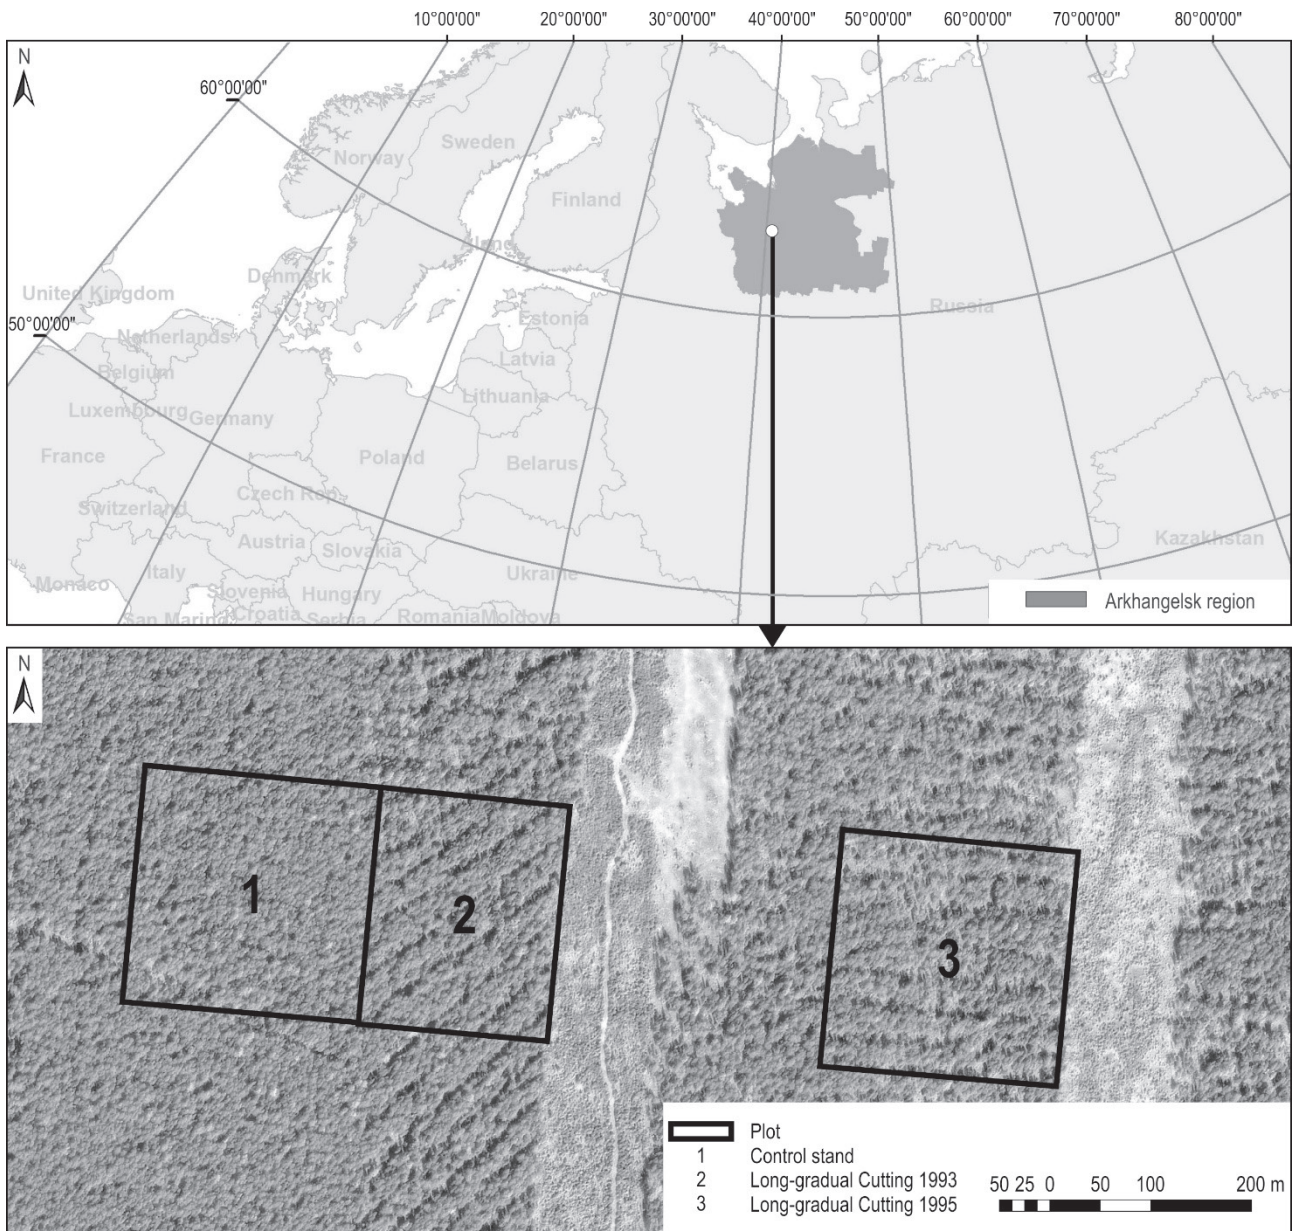 10°00'00" 20°00'00" 30°00'00" 40°00'00" 50°00'00" 60°00'00" 70°00'00" 80°00'00"
N
60°00'00"
Sweden
Norway
Finland
Åland
Denmark
United Kingdom
Russia
50°00'00"
Estonia
Netherlands
Latvia
Belgium
Lithuania
Luxembourg
Germany
France
Poland
Belarus
Czech Rep.
Switzerland
Kazakhstan
Austria
Slovakia
Italy
Ukraine
Monaco
Slovenia
Hungary
Croatia
San Marino
Serbia
Romania
Moldova
Arkhangelsk region
N
1
2
3
Plot
1 Control stand
2 Long-gradual Cutting 1993
3 Long-gradual Cutting 1995
50 25 0 50 100 200 m